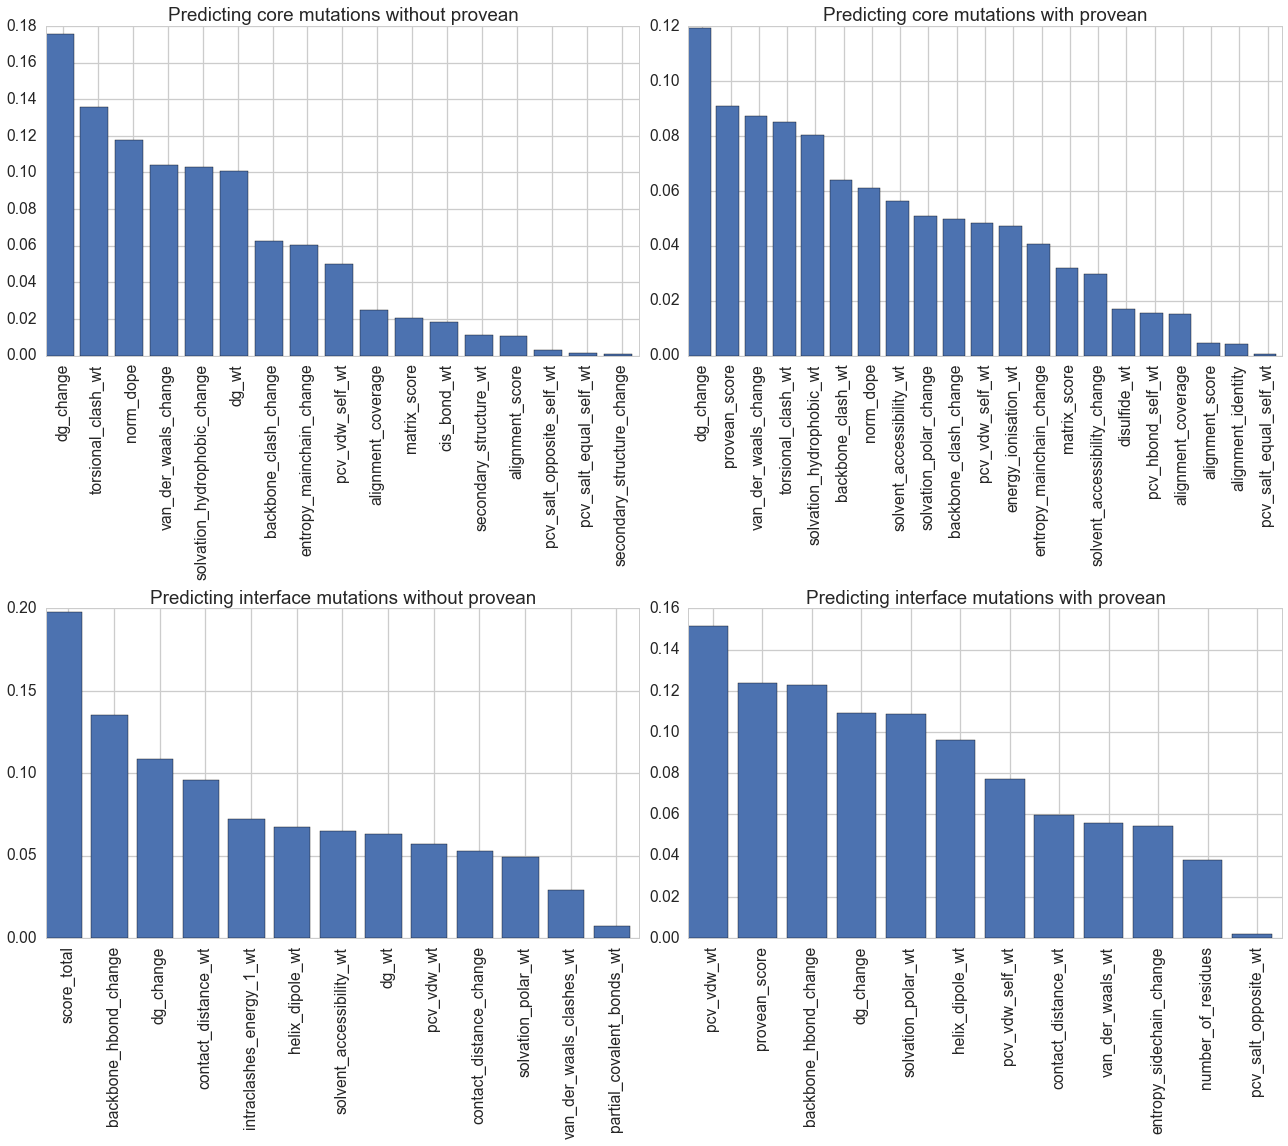 Predicting core mutations without provean
0.18
0.16
0.14
0.12
0.10
0.08
0.06
0.04
0.02
0.00
dg_change
torsional_clash_wt
norm_dope
van_der_waals_change
solvation_hydrophobic_change
dg_wt
backbone_clash_change
entropy_mainchain_change
pcv_vdw_self_wt
alignment_coverage
matrix_score
cis_bond_wt
secondary_structure_wt
alignment_score
pcv_salt_opposite_self_wt
pcv_salt_equal_self_wt
secondary_structure_change
Predicting core mutations with provean
0.12
0.10
0.08
0.06
0.04
0.02
0.00
dg_change
provean_score
van_der_waals_change
torsional_clash_wt
solvation_hydrophobic_wt
backbone_clash_wt
norm_dope
solvent_accessibility_wt
solvation_polar_change
backbone_clash_change
pcv_vdw_self_wt
energy_ionisation_wt
entropy_mainchain_change
matrix_score
solvent_accessibility_change
disulfide_wt
pcv_hbond_self_wt
alignment_coverage
alignment_score
alignment_identity
pcv_salt_equal_self_wt
Predicting interface mutations without provean
0.20
0.15
0.10
0.05
0.00
score_total
backbone_hbond_change
dg_change
contact_distance_wt
intraclashes_energy_1_wt
helix_dipole_wt
solvent_accessibility_wt
dg_wt
pcv_vdw_wt
contact_distance_change
solvation_polar_wt
van_der_waals_clashes_wt
partial_covalent_bonds_wt
Predicting interface mutations with provean
0.16
0.14
0.12
0.10
0.08
0.06
0.04
0.02
0.00
pcv_vdw_wt
provean_score
backbone_hbond_change
dg_change
solvation_polar_wt
helix_dipole_wt
pcv_vdw_self_wt
contact_distance_wt
van_der_waals_wt
entropy_sidechain_change
number_of_residues
pcv_salt_opposite_wt